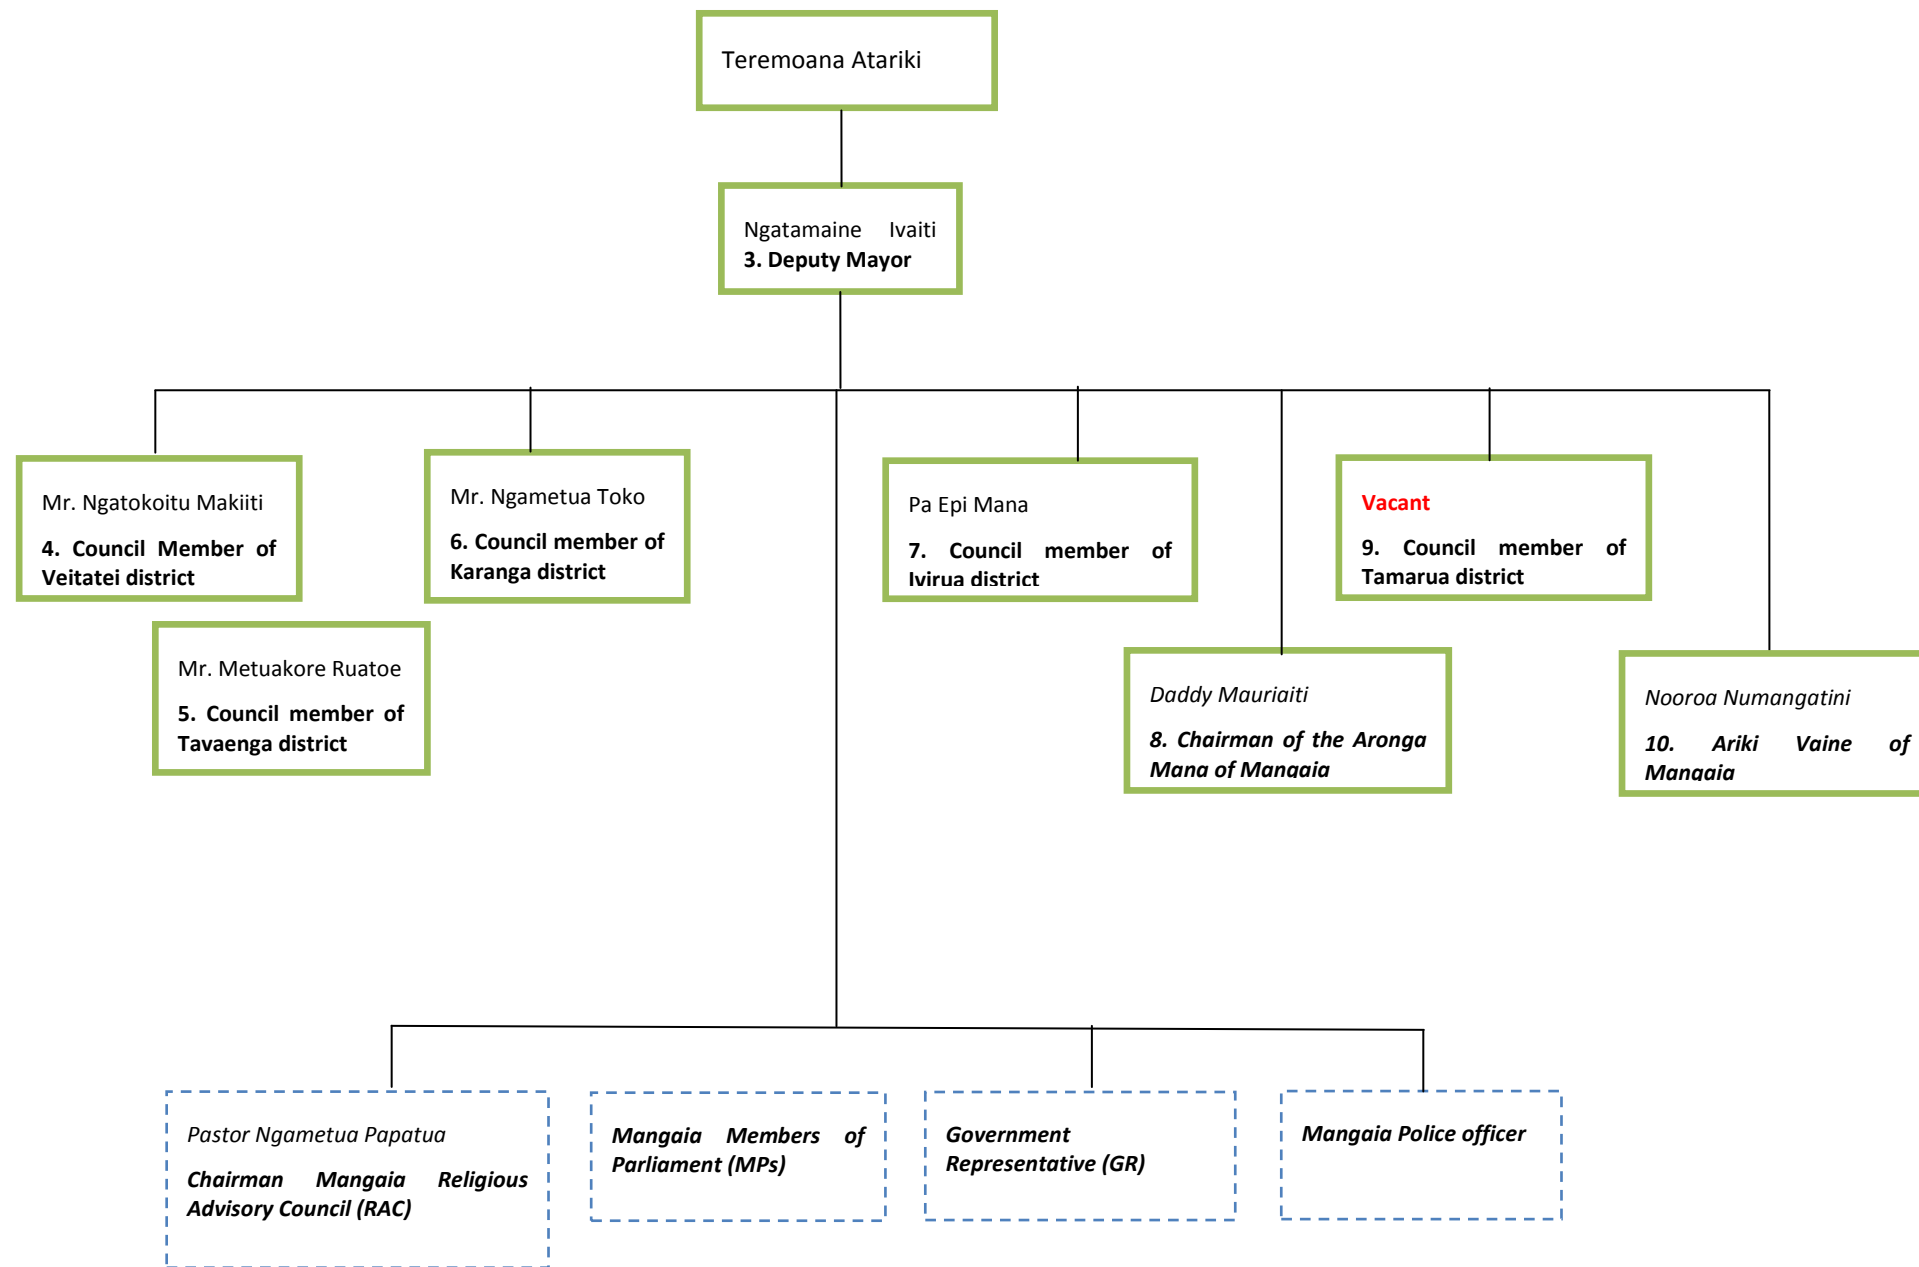 Teremoana Atariki
Ngatamaine Ivaiti
3. Deputy Mayor
Mr. Ngatokoitu Makiiti
4. Council Member of
Veitatei district
Mr. Ngametua Toko
6. Council member of
Karanga district
Pa Epi Mana
7. Council member of
Ivirua district
Vacant
9. Council member of
Tamarua district
Mr. Metuakore Ruatoe
5. Council member of
Tavaenga district
Daddy Mauriaiti
8. Chairman of the Aronga
Mana of Mangaia
Nooroa Numangatini
10. Ariki Vaine of
Mangaia
Pastor Ngametua Papatua
Chairman Mangaia Religious
Advisory Council (RAC)
Mangaia Members of
Parliament (MPs)
Government
Representative (GR)
Mangaia Police officer